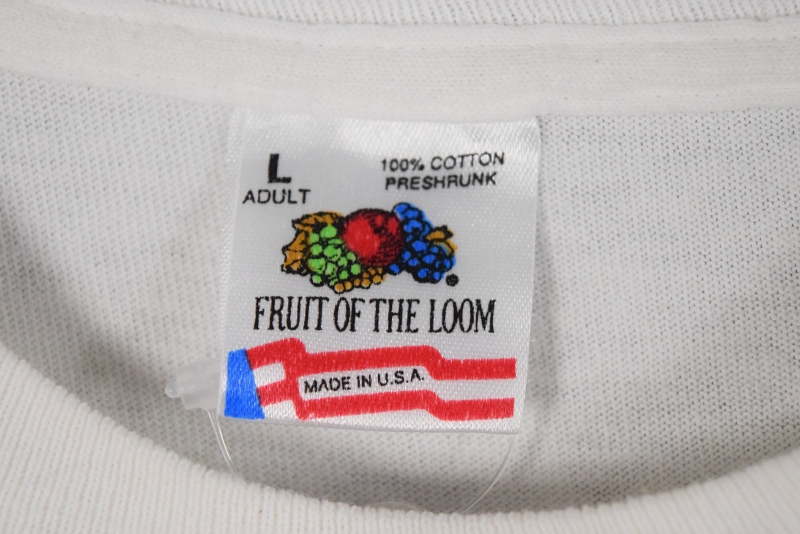 L
ADULT
100% COTTON
PRESHRUNK
FRUIT OF THE LOOM
MADE IN U.S.A.